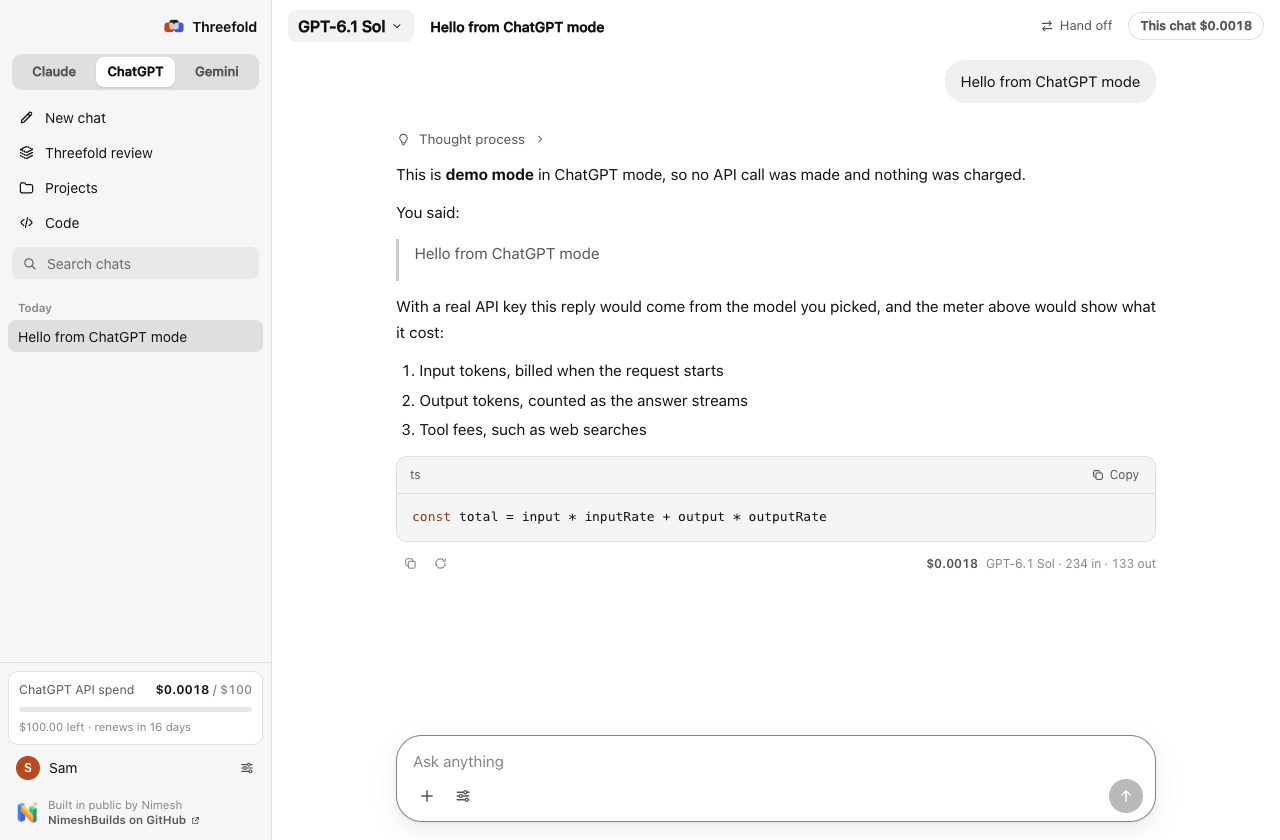 Threefold
Claude ChatGPT Gemini
New chat
Threefold review
Projects
Code
Search chats
Today
Hello from ChatGPT mode
ChatGPT API spend $0.0018 / $100
$100.00 left · renews in 16 days
S Sam
Built in public by Nimesh
NimeshBuilds on GitHub
GPT-6.1 Sol Hello from ChatGPT mode Hand off This chat $0.0018
Hello from ChatGPT mode
Thought process
This is demo mode in ChatGPT mode, so no API call was made and nothing was charged.
You said:
Hello from ChatGPT mode
With a real API key this reply would come from the model you picked, and the meter above would show what
it cost:
1. Input tokens, billed when the request starts
2. Output tokens, counted as the answer streams
3. Tool fees, such as web searches
ts Copy
const total = input * inputRate + output * outputRate
$0.0018 GPT-6.1 Sol · 234 in · 133 out
Ask anything